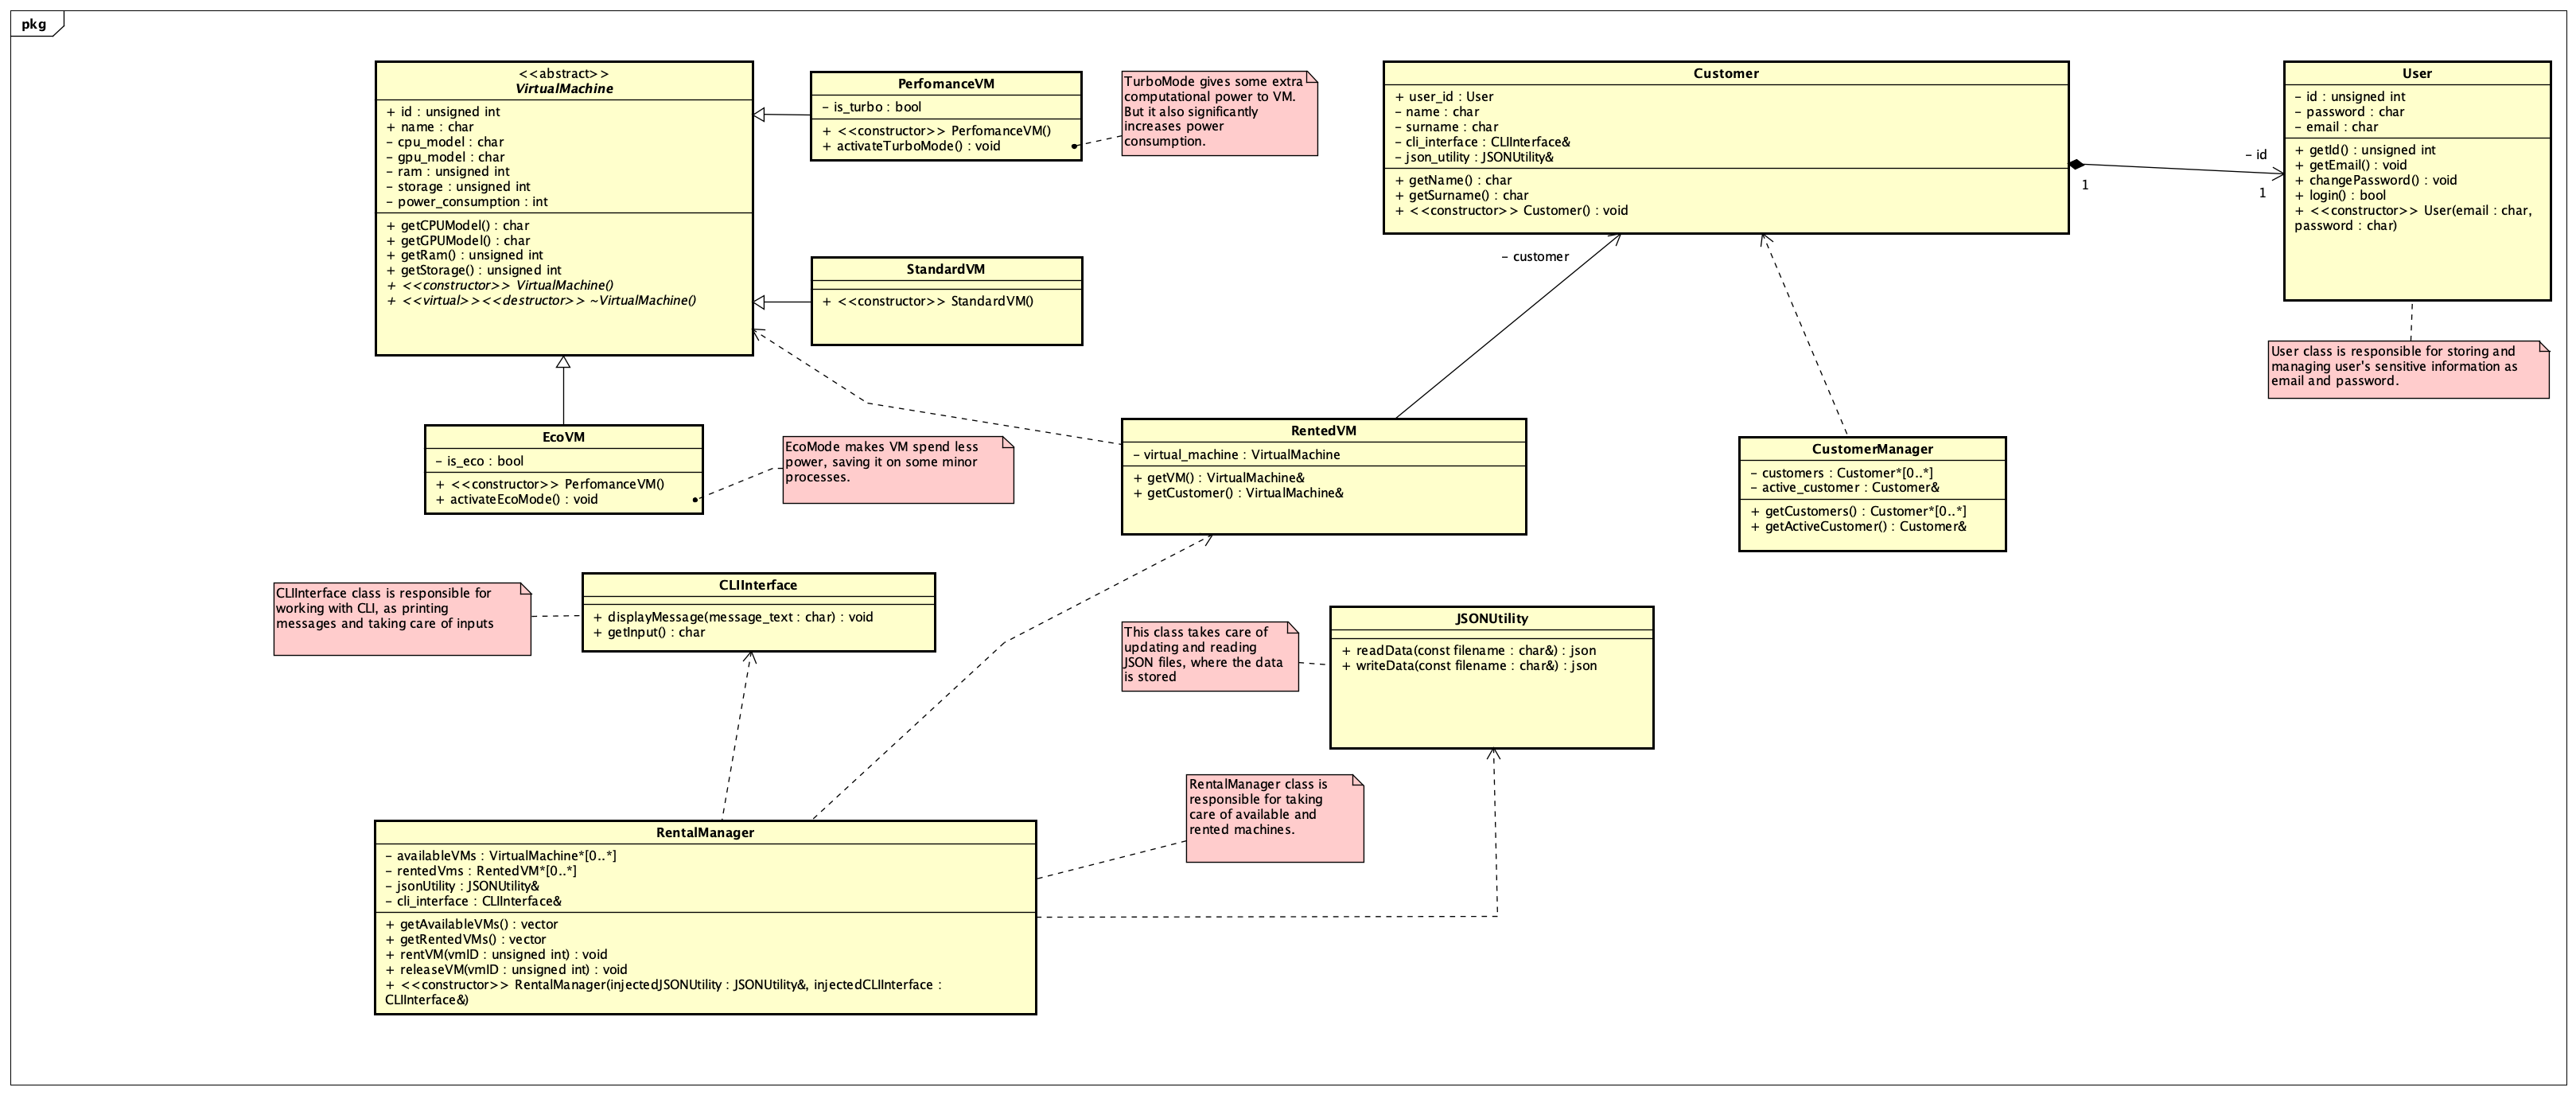 pkg
<<abstract>>
VirtualMachine
+ id : unsigned int
+ name : char
– cpu_model : char
– gpu_model : char
– ram : unsigned int
– storage : unsigned int
– power_consumption : int
+ getCPUModel() : char
+ getGPUModel() : char
+ getRam() : unsigned int
+ getStorage() : unsigned int
+ <<constructor>> VirtualMachine()
+ <<virtual>><<destructor>> ~VirtualMachine()
PerfomanceVM
– is_turbo : bool
+ <<constructor>> PerfomanceVM()
+ activateTurboMode() : void
TurboMode gives some extra
computational power to VM.
But it also significantly
increases power
consumption.
StandardVM
+ <<constructor>> StandardVM()
Customer
+ user_id : User
– name : char
– surname : char
– cli_interface : CLIInterface&
– json_utility : JSONUtility&
+ getName() : char
+ getSurname() : char
+ <<constructor>> Customer() : void
1
– id
1
User
– id : unsigned int
– password : char
– email : char
+ getId() : unsigned int
+ getEmail() : void
+ changePassword() : void
+ login() : bool
+ <<constructor>> User(email : char,
password : char)
User class is responsible for storing and
managing user's sensitive information as
email and password.
– customer
EcoVM
– is_eco : bool
+ <<constructor>> PerfomanceVM()
+ activateEcoMode() : void
EcoMode makes VM spend less
power, saving it on some minor
processes.
RentedVM
– virtual_machine : VirtualMachine
+ getVM() : VirtualMachine&
+ getCustomer() : VirtualMachine&
CustomerManager
– customers : Customer*[0..*]
– active_customer : Customer&
+ getCustomers() : Customer*[0..*]
+ getActiveCustomer() : Customer&
CLIInterface class is responsible for
working with CLI, as printing
messages and taking care of inputs
CLIInterface
+ displayMessage(message_text : char) : void
+ getInput() : char
This class takes care of
updating and reading
JSON files, where the data
is stored
JSONUtility
+ readData(const filename : char&) : json
+ writeData(const filename : char&) : json
RentalManager class is
responsible for taking
care of available and
rented machines.
RentalManager
– availableVMs : VirtualMachine*[0..*]
– rentedVms : RentedVM*[0..*]
– jsonUtility : JSONUtility&
– cli_interface : CLIInterface&
+ getAvailableVMs() : vector
+ getRentedVMs() : vector
+ rentVM(vmID : unsigned int) : void
+ releaseVM(vmID : unsigned int) : void
+ <<constructor>> RentalManager(injectedJSONUtility : JSONUtility&, injectedCLIInterface :
CLIInterface&)